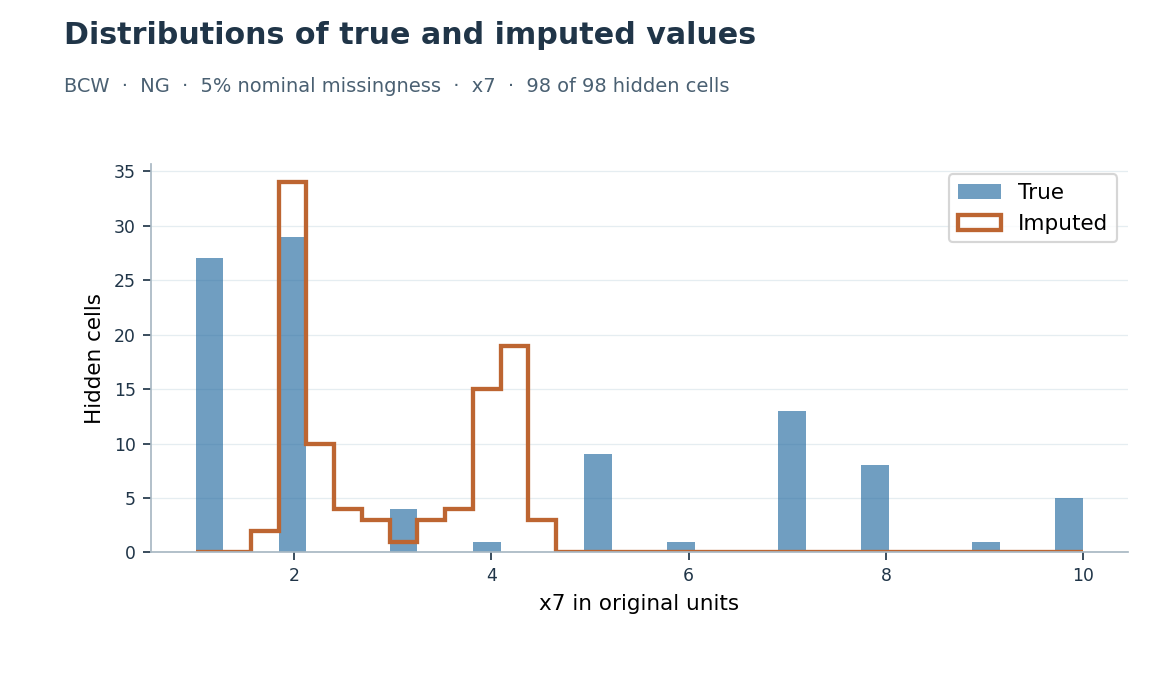 Distributions of true and imputed values
BCW · NG · 5% nominal missingness · x7 · 98 of 98 hidden cells
35
30
25
20
15
10
5
0
Hidden cells
True
Imputed
2 4 6 8 10
x7 in original units